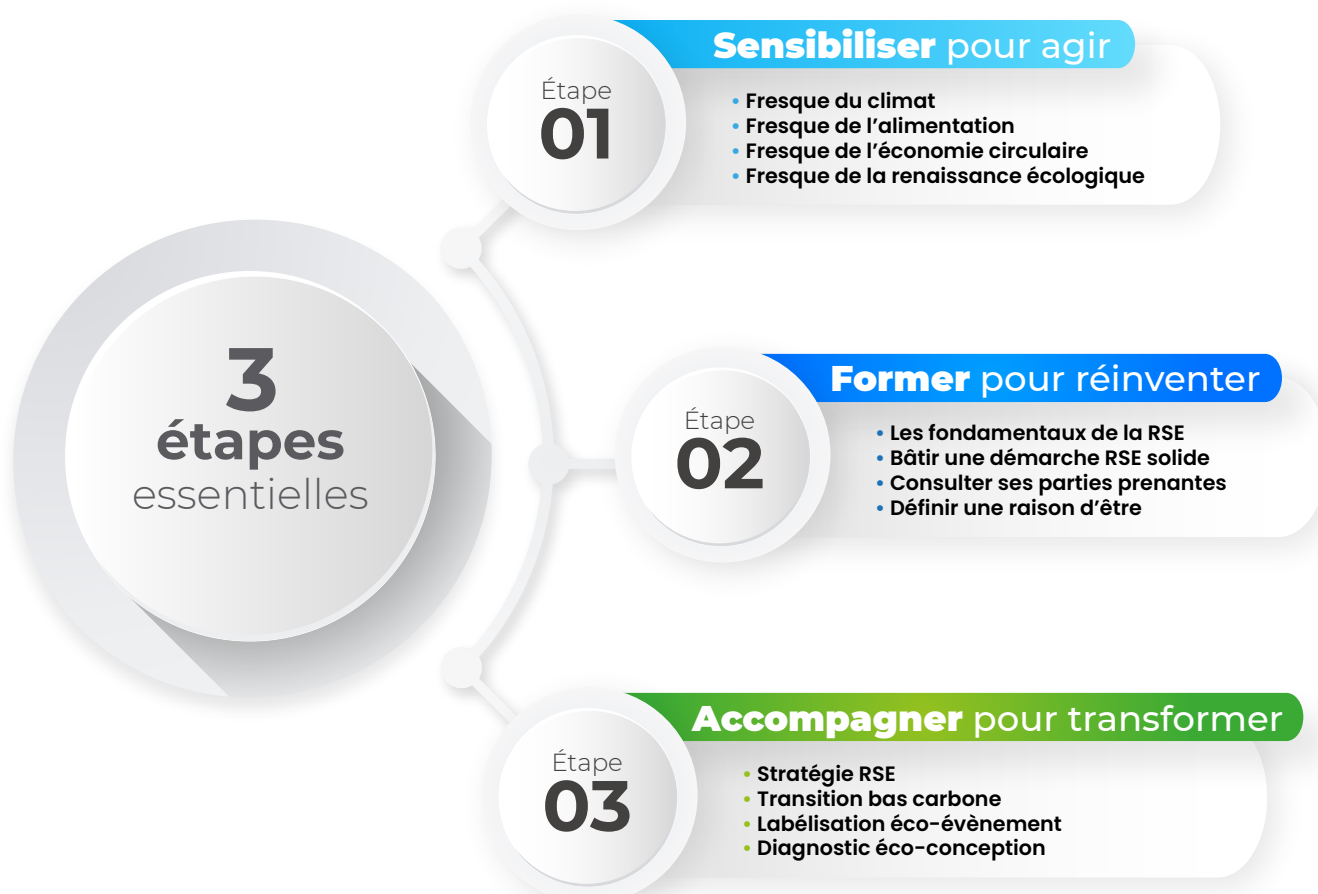 3
étapes
essentielles
Étape
01
Sensibiliser pour agir
• Fresque du climat
• Fresque de l’alimentation
• Fresque de l’économie circulaire
• Fresque de la renaissance écologique
Étape
02
Former pour réinventer
• Les fondamentaux de la RSE
• Bâtir une démarche RSE solide
• Consulter ses parties prenantes
• Définir une raison d’être
Étape
03
Accompagner pour transformer
• Stratégie RSE
• Transition bas carbone
• Labélisation éco-évènement
• Diagnostic éco-conception